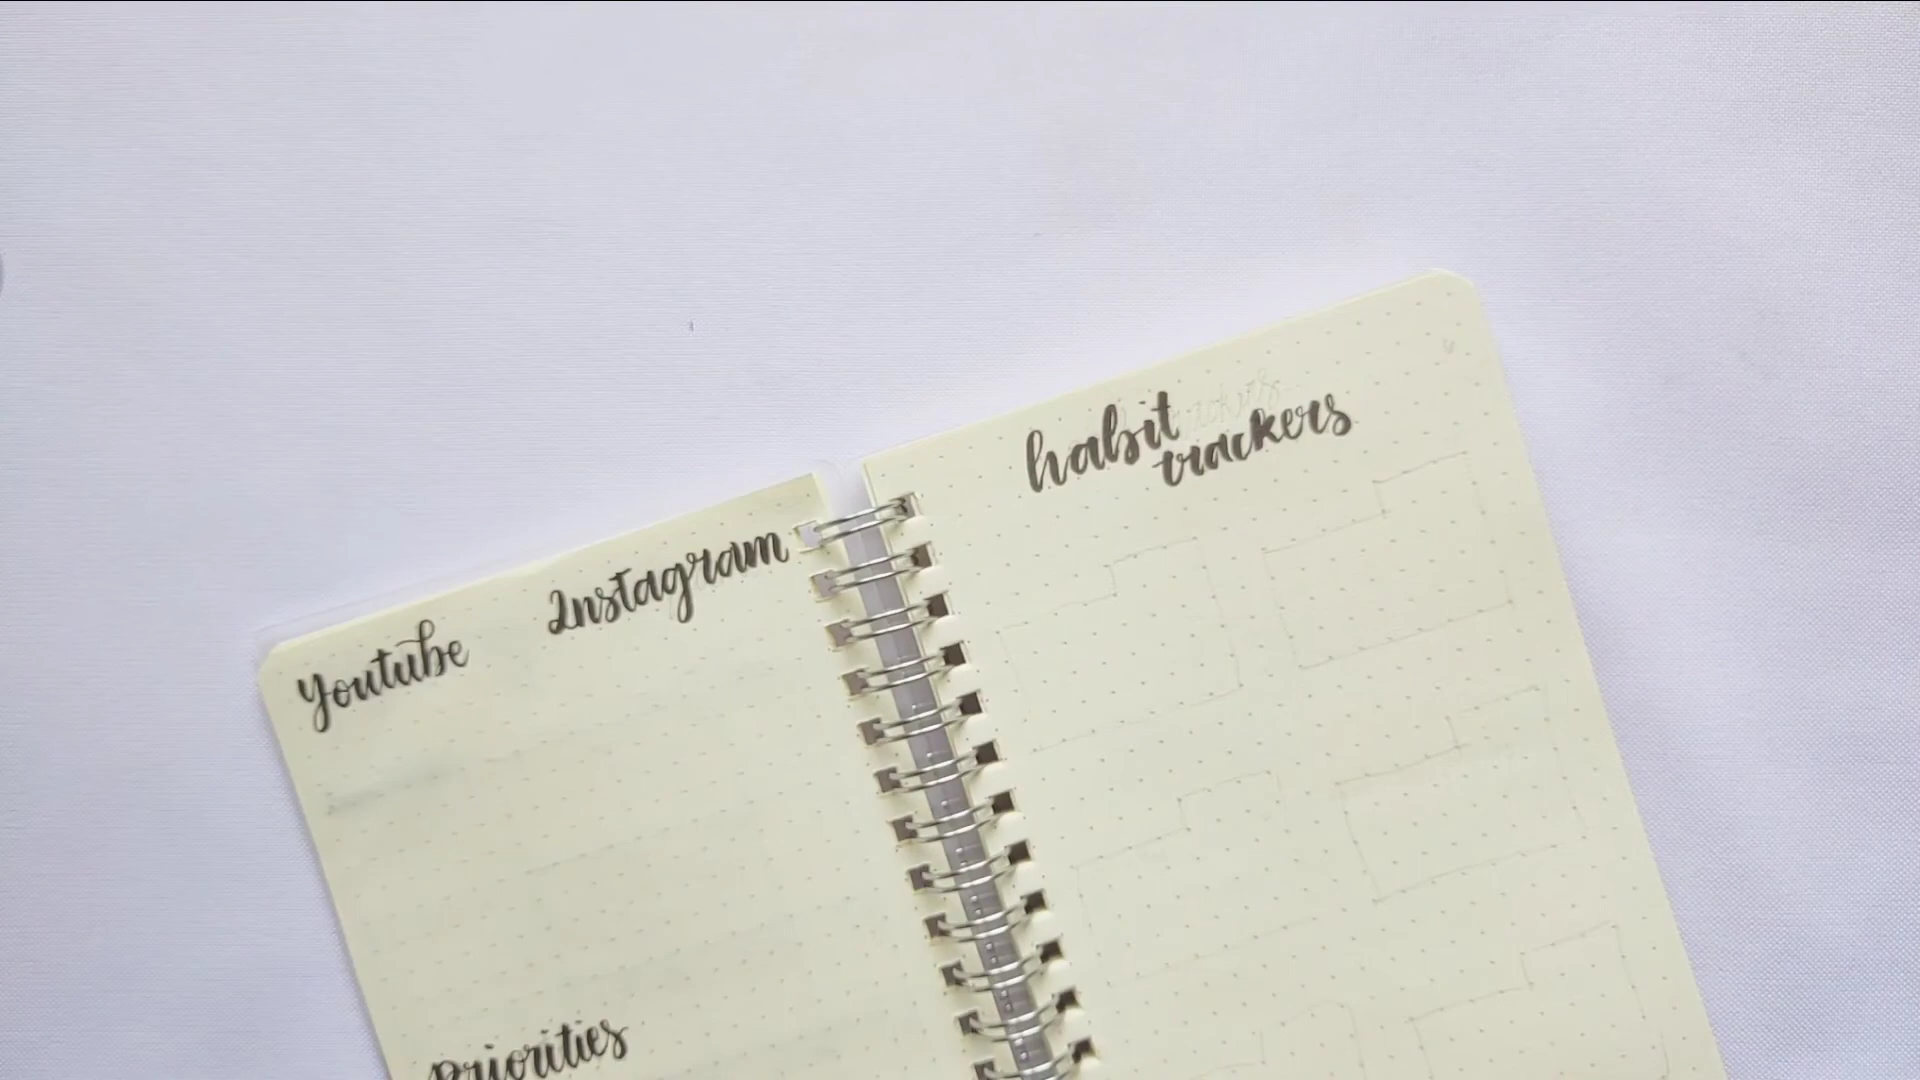 Youtube
Instagram
Priorities
habit
trackers